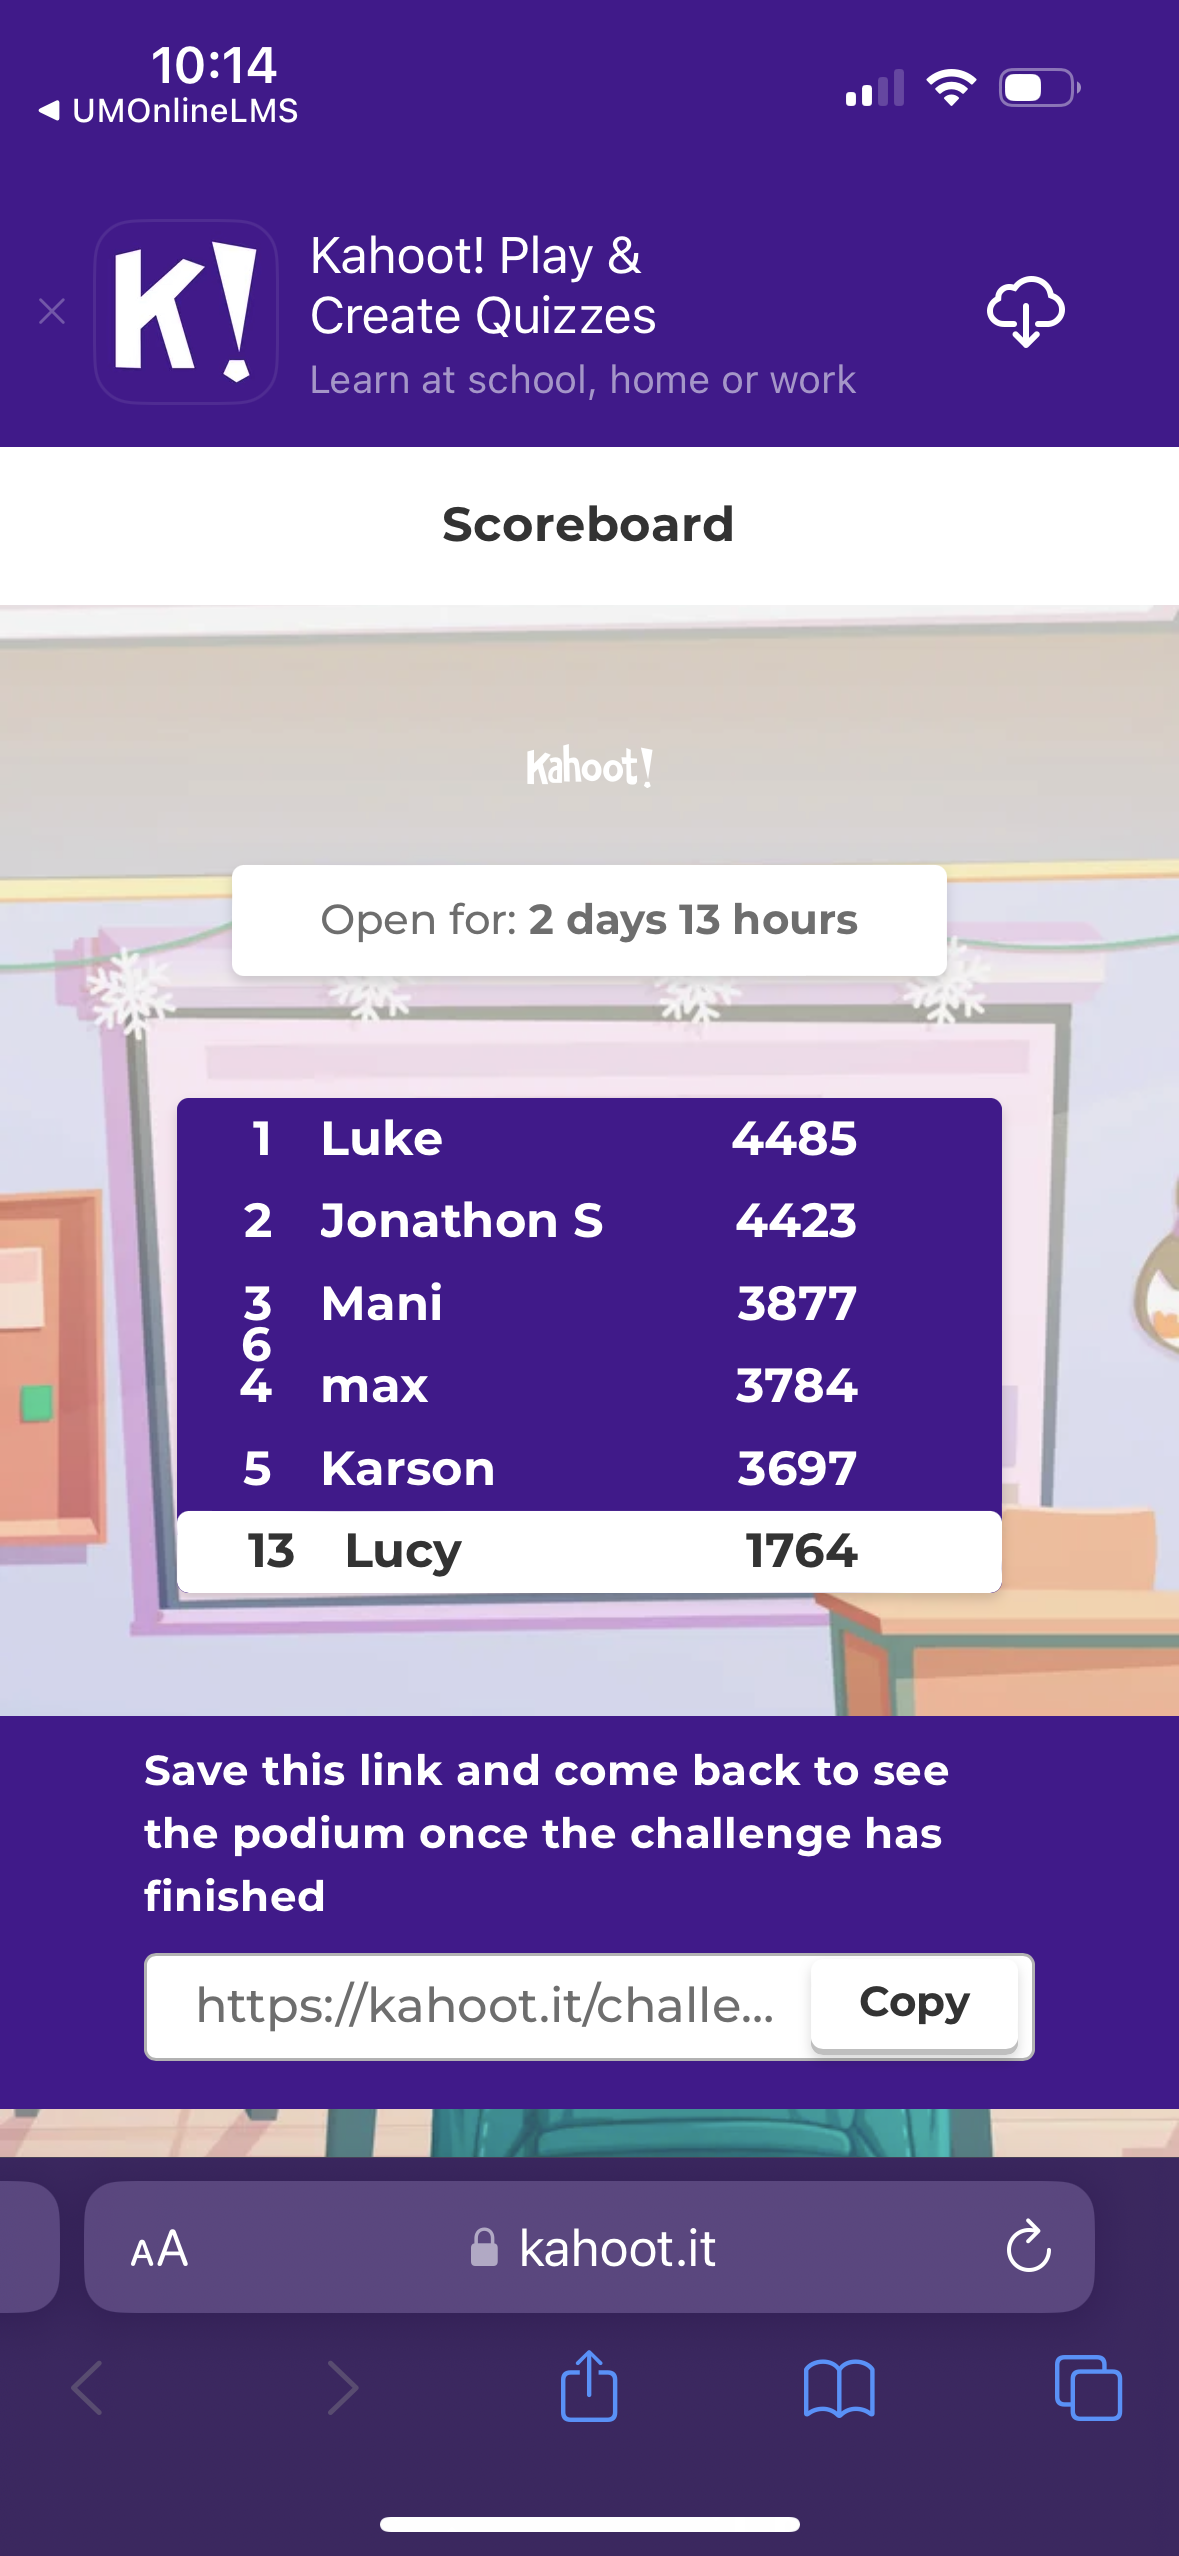 10:14
◀ UMOnlineLMS
K!
Kahoot! Play &
Create Quizzes
Learn at school, home or work
Scoreboard
Kahoot!
Open for: 2 days 13 hours
1 Luke 4485
2 Jonathon S 4423
3 Mani 3877
6
4 max 3784
5 Karson 3697
13 Lucy 1764
Save this link and come back to see
the podium once the challenge has
finished
https://kahoot.it/challe... Copy
AA kahoot.it